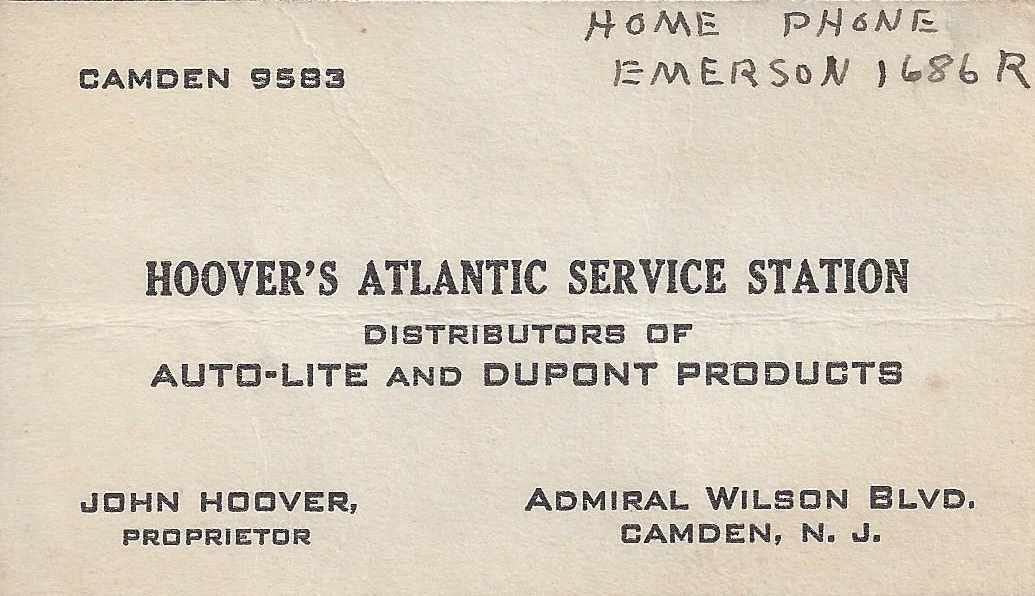 HOME PHONE
EMERSON 1686 R
CAMDEN 9583
HOOVER'S ATLANTIC SERVICE STATION
DISTRIBUTORS OF
AUTO-LITE AND DUPONT PRODUCTS
JOHN HOOVER,
PROPRIETOR
ADMIRAL WILSON BLVD.
CAMDEN, N. J.